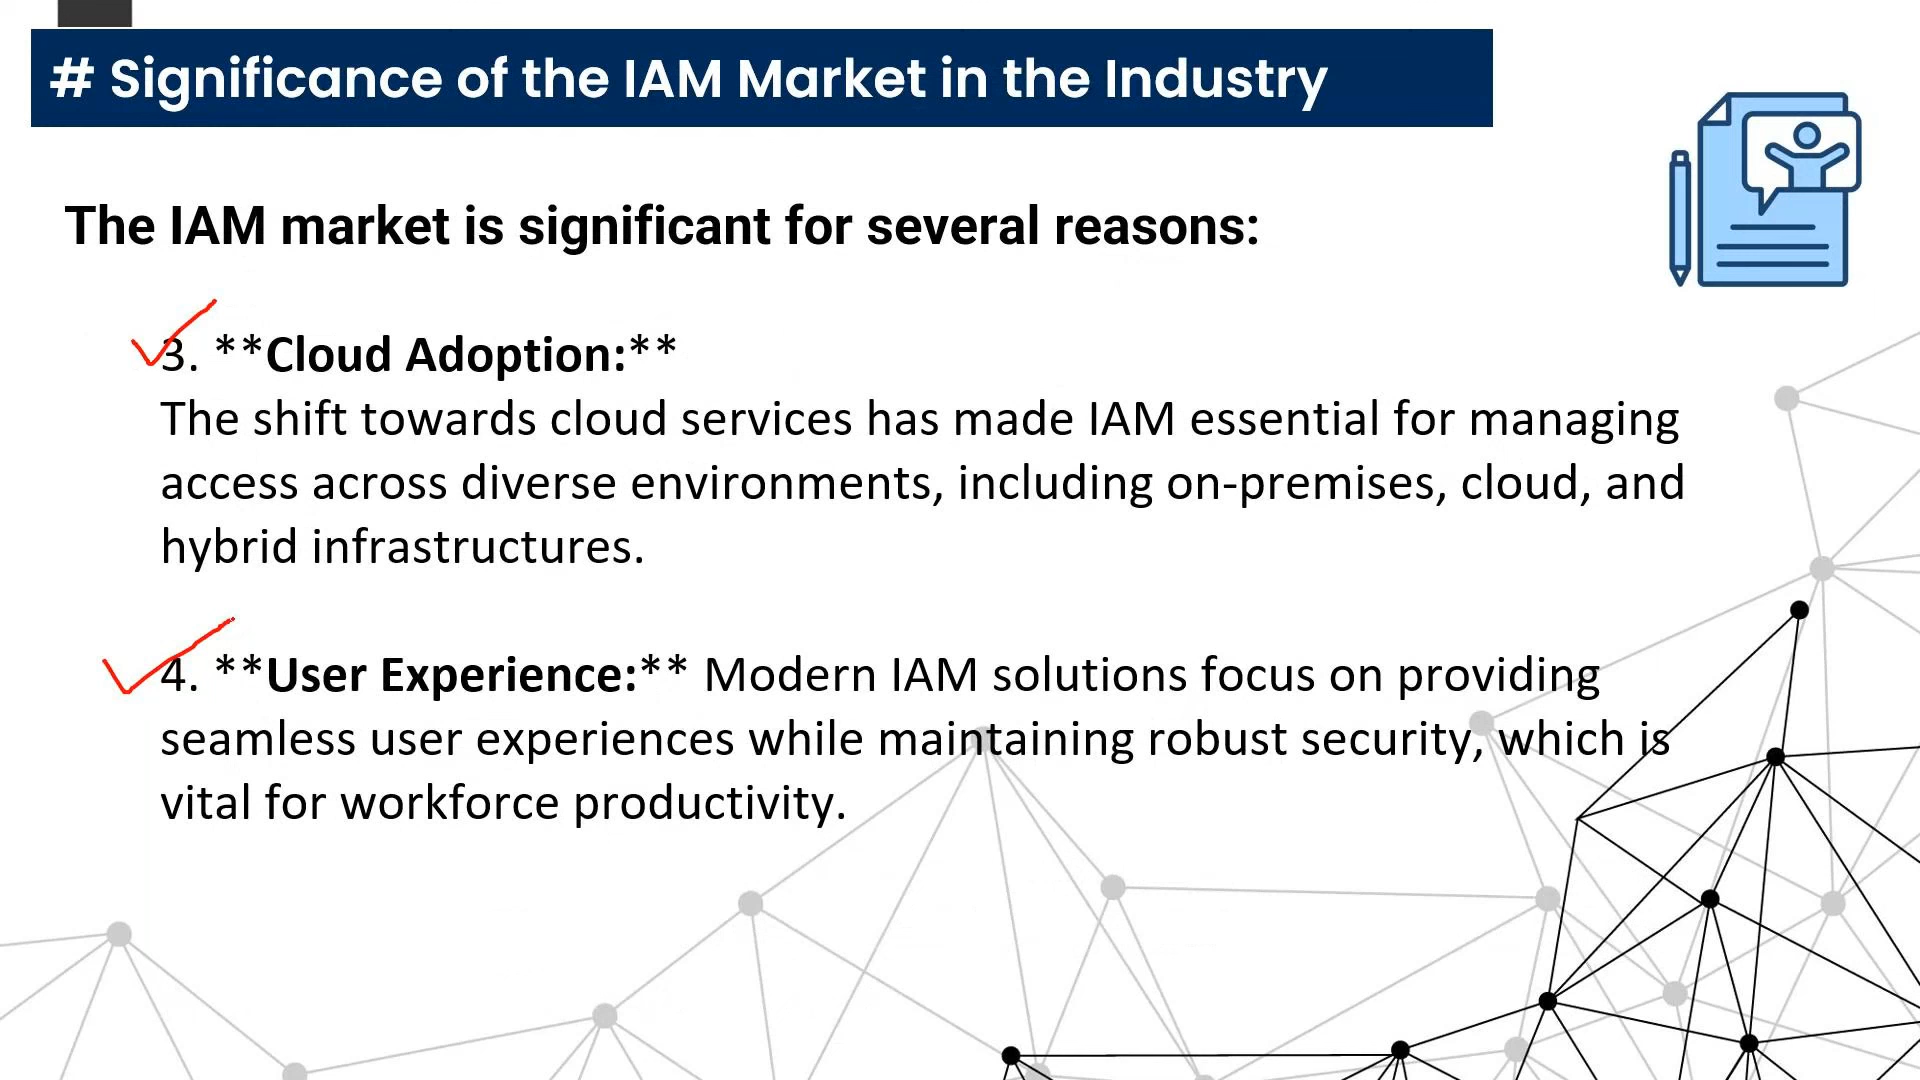 # Significance of the IAM Market in the Industry
The IAM market is significant for several reasons:
3. **Cloud Adoption:**
The shift towards cloud services has made IAM essential for managing
access across diverse environments, including on-premises, cloud, and
hybrid infrastructures.
4. **User Experience:** Modern IAM solutions focus on providing
seamless user experiences while maintaining robust security, which is
vital for workforce productivity.